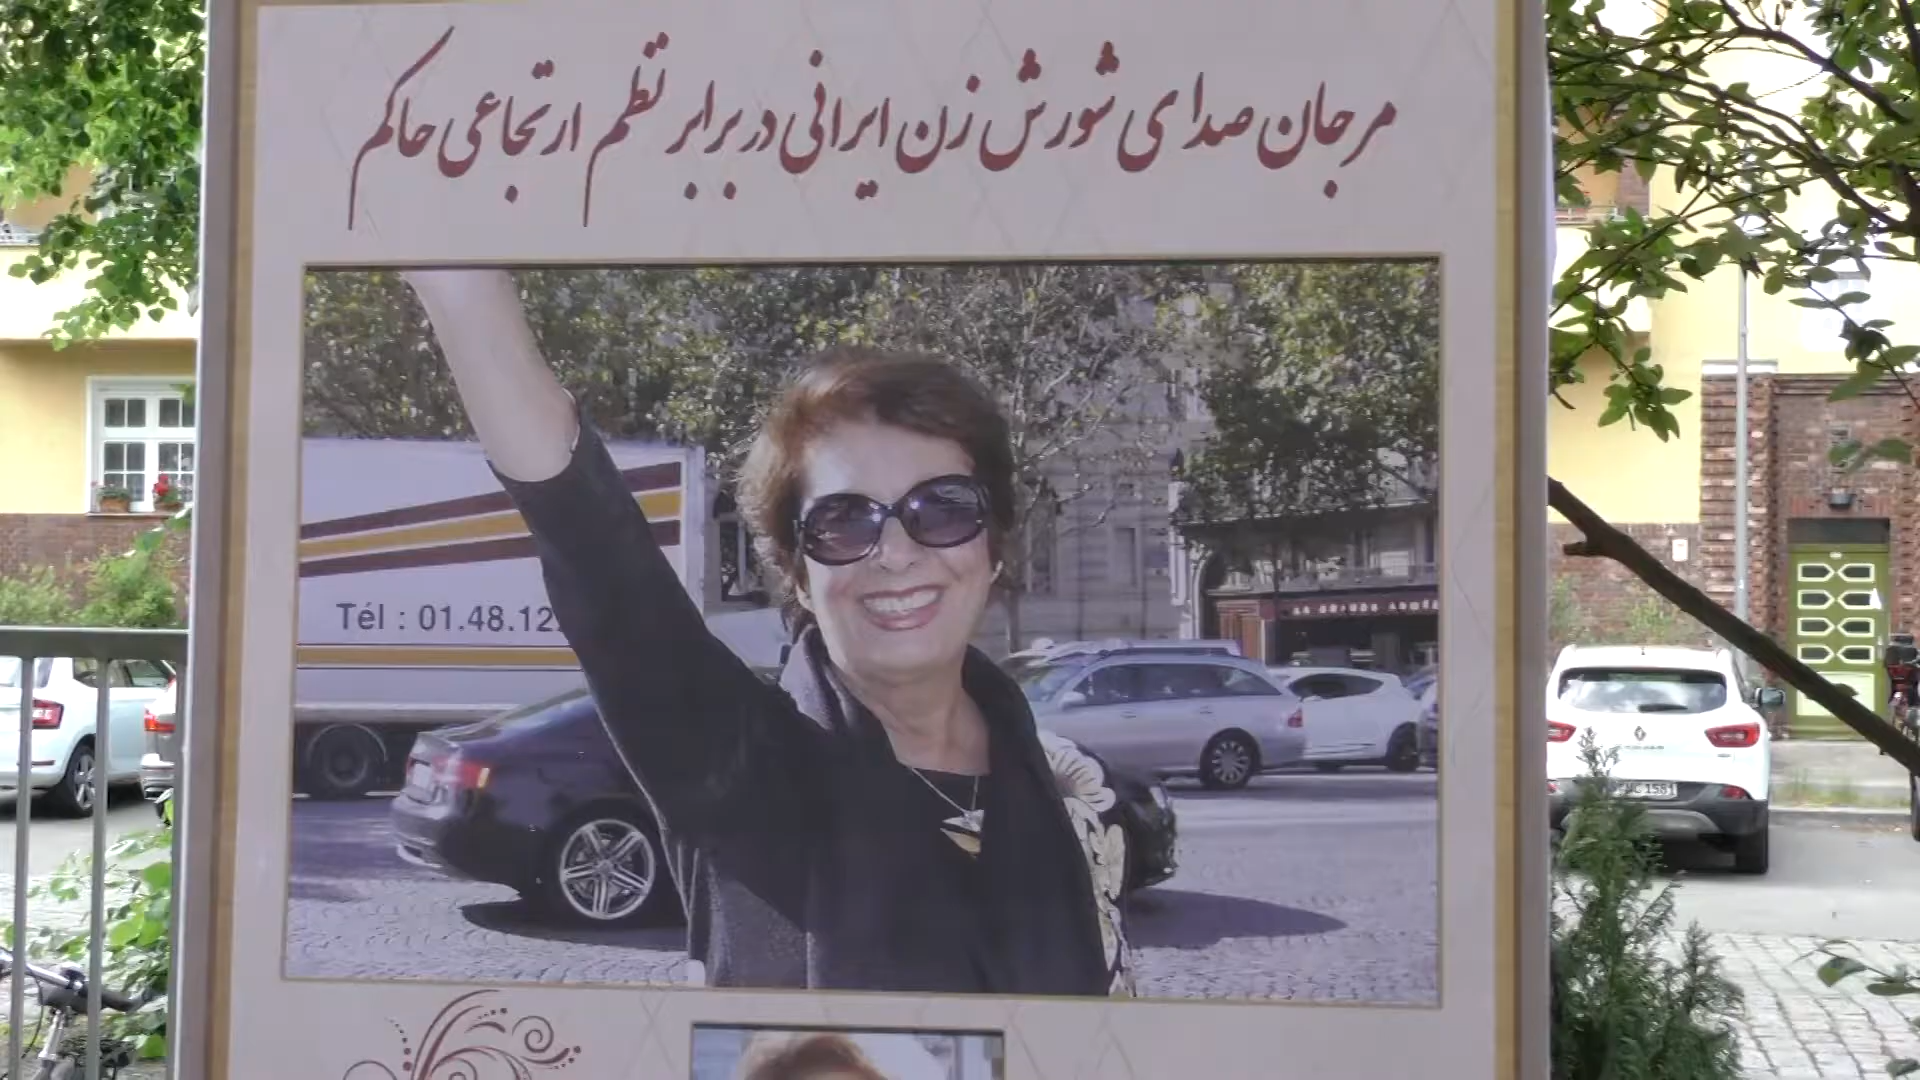 مرجان صدای شورش زن ایرانی در برابر نظم ارتجاعی حاکم
Tél : 01.48.12